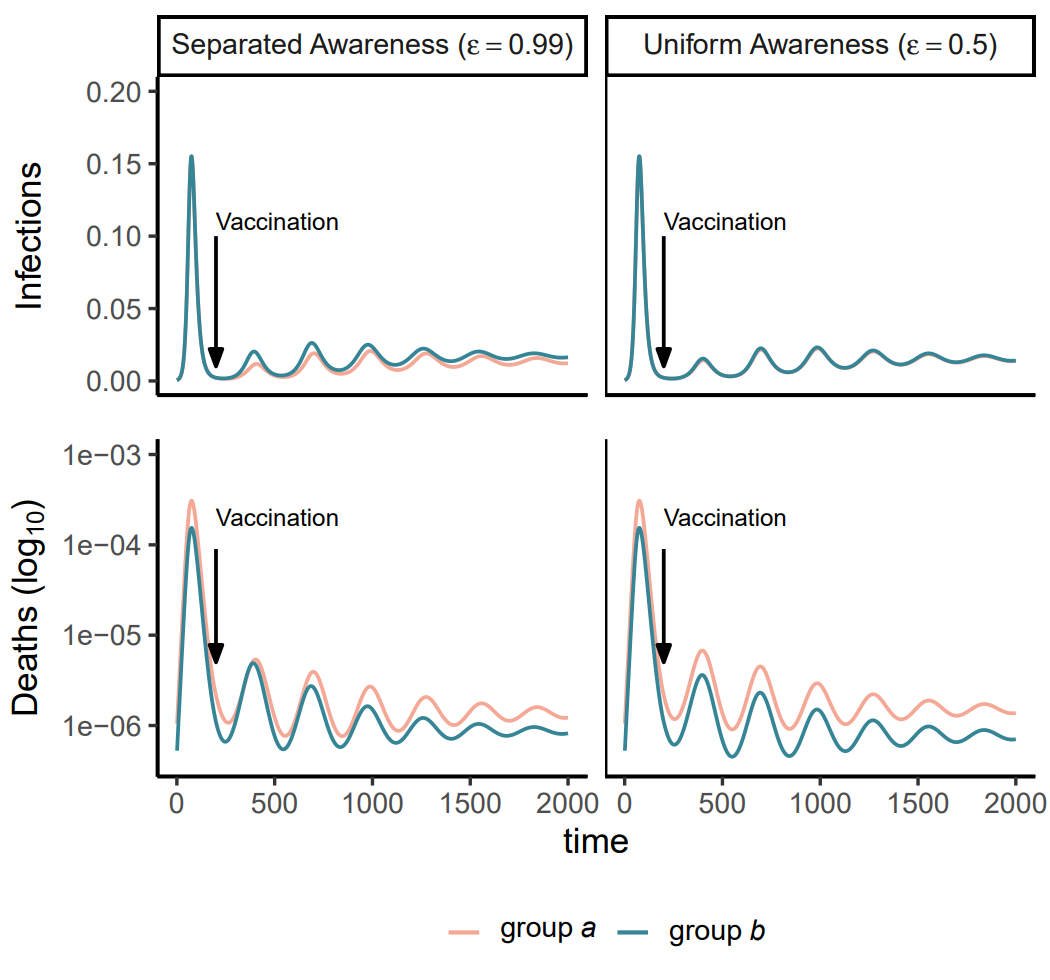 Separated Awareness (ε = 0.99)
Uniform Awareness (ε = 0.5)
Infections
0.20
0.15
0.10
0.05
0.00
Vaccination
Vaccination
Deaths (log₁₀)
1e−03
1e−04
1e−05
1e−06
Vaccination
Vaccination
0 500 1000 1500 2000
0 500 1000 1500 2000
time
group a group b